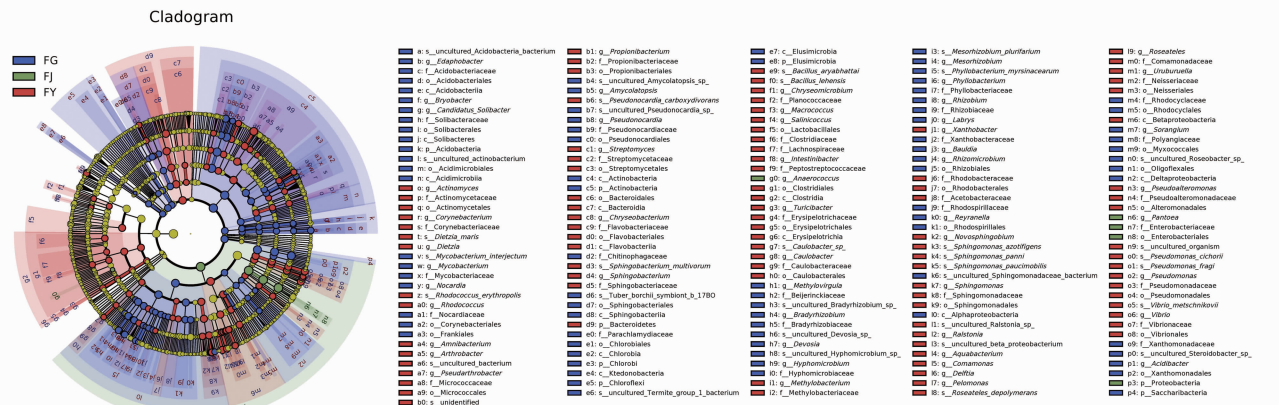 Cladogram
FG
FJ
FY
a: s__uncultured_Acidobacteria_bacterium
b: g__Edaphobacter
c: f__Acidobacteriaceae
d: o__Acidobacteriales
e: c__Acidobacteriia
f: g__Bryobacter
g: g__Candidatus_Solibacter
h: f__Solibacteraceae
i: o__Solibacterales
j: c__Solibacteres
k: p__Acidobacteria
l: s__uncultured_actinobacterium
m: o__Acidimicrobiales
n: c__Acidimicrobiia
o: g__Actinomyces
p: f__Actinomycetaceae
q: o__Actinomycetales
r: g__Corynebacterium
s: f__Corynebacteriaceae
t: s__Dietzia_maris
u: g__Dietzia
v: s__Mycobacterium_interjectum
w: g__Mycobacterium
x: f__Mycobacteriaceae
y: g__Nocardia
z: s__Rhodococcus_erythropolis
a0: g__Rhodococcus
a1: f__Nocardiaceae
a2: o__Corynebacteriales
a3: o__Frankiales
a4: g__Amnibacterium
a5: g__Arthrobacter
a6: s__uncultured_bacterium
a7: g__Pseudarthrobacter
a8: f__Micrococcaceae
a9: o__Micrococcales
b0: s__unidentified
b1: g__Propionibacterium
b2: f__Propionibacteriaceae
b3: o__Propionibacteriales
b4: s__uncultured_Amycolatopsis_sp_
b5: g__Amycolatopsis
b6: s__Pseudonocardia_carboxydivorans
b7: s__uncultured_Pseudonocardia_sp_
b8: g__Pseudonocardia
b9: f__Pseudonocardiaceae
c0: o__Pseudonocardiales
c1: g__Streptomyces
c2: f__Streptomycetaceae
c3: o__Streptomycetales
c4: c__Actinobacteria
c5: p__Actinobacteria
c6: o__Bacteroidales
c7: c__Bacteroidia
c8: g__Chryseobacterium
c9: f__Flavobacteriaceae
d0: o__Flavobacteriales
d1: c__Flavobacteriia
d2: f__Chitinophagaceae
d3: s__Sphingobacterium_multivorum
d4: g__Sphingobacterium
d5: f__Sphingobacteriaceae
d6: s__Tuber_borchii_symbiont_b_17BO
d7: o__Sphingobacteriales
d8: c__Sphingobacteriia
d9: p__Bacteroidetes
e0: f__Parachlamydiaceae
e1: o__Chlorobiales
e2: c__Chlorobia
e3: p__Chlorobi
e4: c__Ktedonobacteria
e5: p__Chloroflexi
e6: s__uncultured_Termite_group_1_bacterium
e7: c__Elusimicrobia
e8: p__Elusimicrobia
e9: s__Bacillus_aryabhattai
f0: s__Bacillus_lehensis
f1: g__Chryseomicrobium
f2: f__Planococcaceae
f3: g__Macrococcus
f4: g__Salinicoccus
f5: o__Lactobacillales
f6: f__Clostridiaceae
f7: f__Lachnospiraceae
f8: g__Intestinibacter
f9: f__Peptostreptococcaceae
g0: g__Anaerococcus
g1: o__Clostridiales
g2: c__Clostridia
g3: g__Turicibacter
g4: f__Erysipelotrichaceae
g5: o__Erysipelotrichales
g6: c__Erysipelotrichia
g7: s__Caulobacter_sp_
g8: g__Caulobacter
g9: f__Caulobacteraceae
h0: o__Caulobacterales
h1: g__Methylovirgula
h2: f__Beijerinckiaceae
h3: s__uncultured_Bradyrhizobium_sp_
h4: g__Bradyrhizobium
h5: f__Bradyrhizobiaceae
h6: s__uncultured_Devosia_sp_
h7: g__Devosia
h8: s__uncultured_Hyphomicrobium_sp_
h9: g__Hyphomicrobium
i0: f__Hyphomicrobiaceae
i1: g__Methylobacterium
i2: f__Methylobacteriaceae
i3: s__Mesorhizobium_plurifarium
i4: g__Mesorhizobium
i5: s__Phyllobacterium_myrsinacearum
i6: g__Phyllobacterium
i7: f__Phyllobacteriaceae
i8: g__Rhizobium
i9: f__Rhizobiaceae
j0: g__Labrys
j1: g__Xanthobacter
j2: f__Xanthobacteraceae
j3: g__Bauldia
j4: g__Rhizomicrobium
j5: o__Rhizobiales
j6: f__Rhodobacteraceae
j7: o__Rhodobacterales
j8: f__Acetobacteraceae
j9: f__Rhodospirillaceae
k0: g__Reyranella
k1: o__Rhodospirillales
k2: g__Novosphingobium
k3: s__Sphingomonas_azotifigens
k4: s__Sphingomonas_panni
k5: s__Sphingomonas_paucimobilis
k6: s__uncultured_Sphingomonadaceae_bacterium
k7: g__Sphingomonas
k8: f__Sphingomonadaceae
k9: o__Sphingomonadales
l0: c__Alphaproteobacteria
l1: s__uncultured_Ralstonia_sp_
l2: g__Ralstonia
l3: s__uncultured_beta_proteobacterium
l4: g__Aquabacterium
l5: g__Comamonas
l6: g__Delftia
l7: g__Pelomonas
l8: s__Roseateles_depolymerans
l9: g__Roseateles
m0: f__Comamonadaceae
m1: g__Uruburuella
m2: f__Neisseriaceae
m3: o__Neisseriales
m4: f__Rhodocyclaceae
m5: o__Rhodocyclales
m6: c__Betaproteobacteria
m7: g__Sorangium
m8: f__Polyangiaceae
m9: o__Myxococcales
n0: s__uncultured_Roseobacter_sp_
n1: o__Oligoflexales
n2: c__Deltaproteobacteria
n3: g__Pseudoalteromonas
n4: f__Pseudoalteromonadaceae
n5: o__Alteromonadales
n6: g__Pantoea
n7: f__Enterobacteriaceae
n8: o__Enterobacteriales
n9: s__uncultured_organism
o0: s__Pseudomonas_cichorii
o1: s__Pseudomonas_fragi
o2: g__Pseudomonas
o3: f__Pseudomonadaceae
o4: o__Pseudomonadales
o5: s__Vibrio_metschnikovii
o6: g__Vibrio
o7: f__Vibrionaceae
o8: o__Vibrionales
o9: f__Xanthomonadaceae
p0: s__uncultured_Steroidobacter_sp_
p1: g__Acidibacter
p2: o__Xanthomonadales
p3: p__Proteobacteria
p4: p__Saccharibacteria